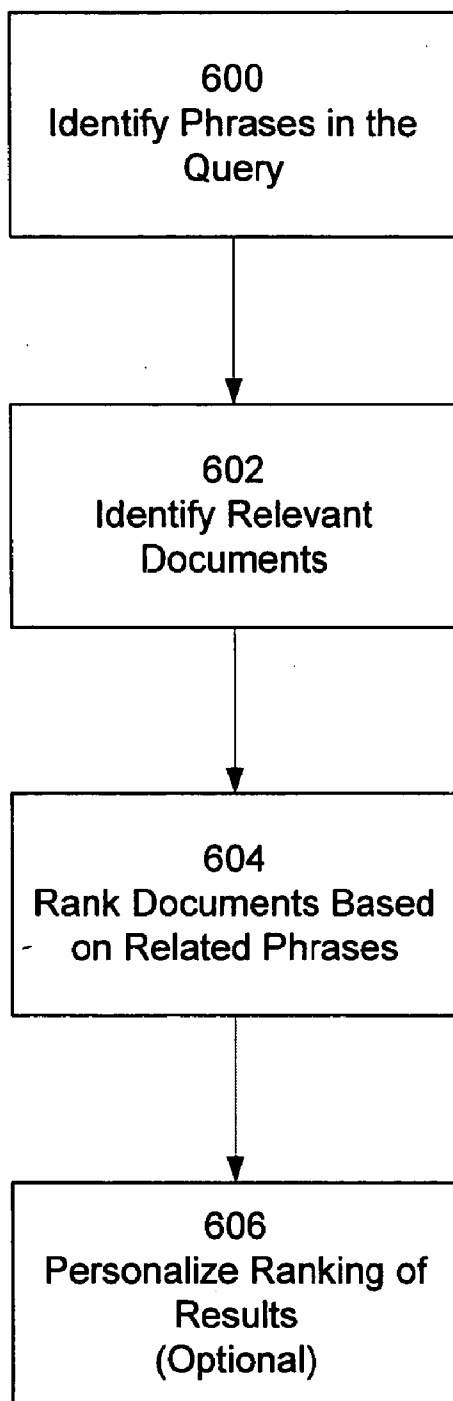 600
Identify Phrases in the
Query
602
Identify Relevant
Documents
604
Rank Documents Based
on Related Phrases
606
Personalize Ranking of
Results
(Optional)